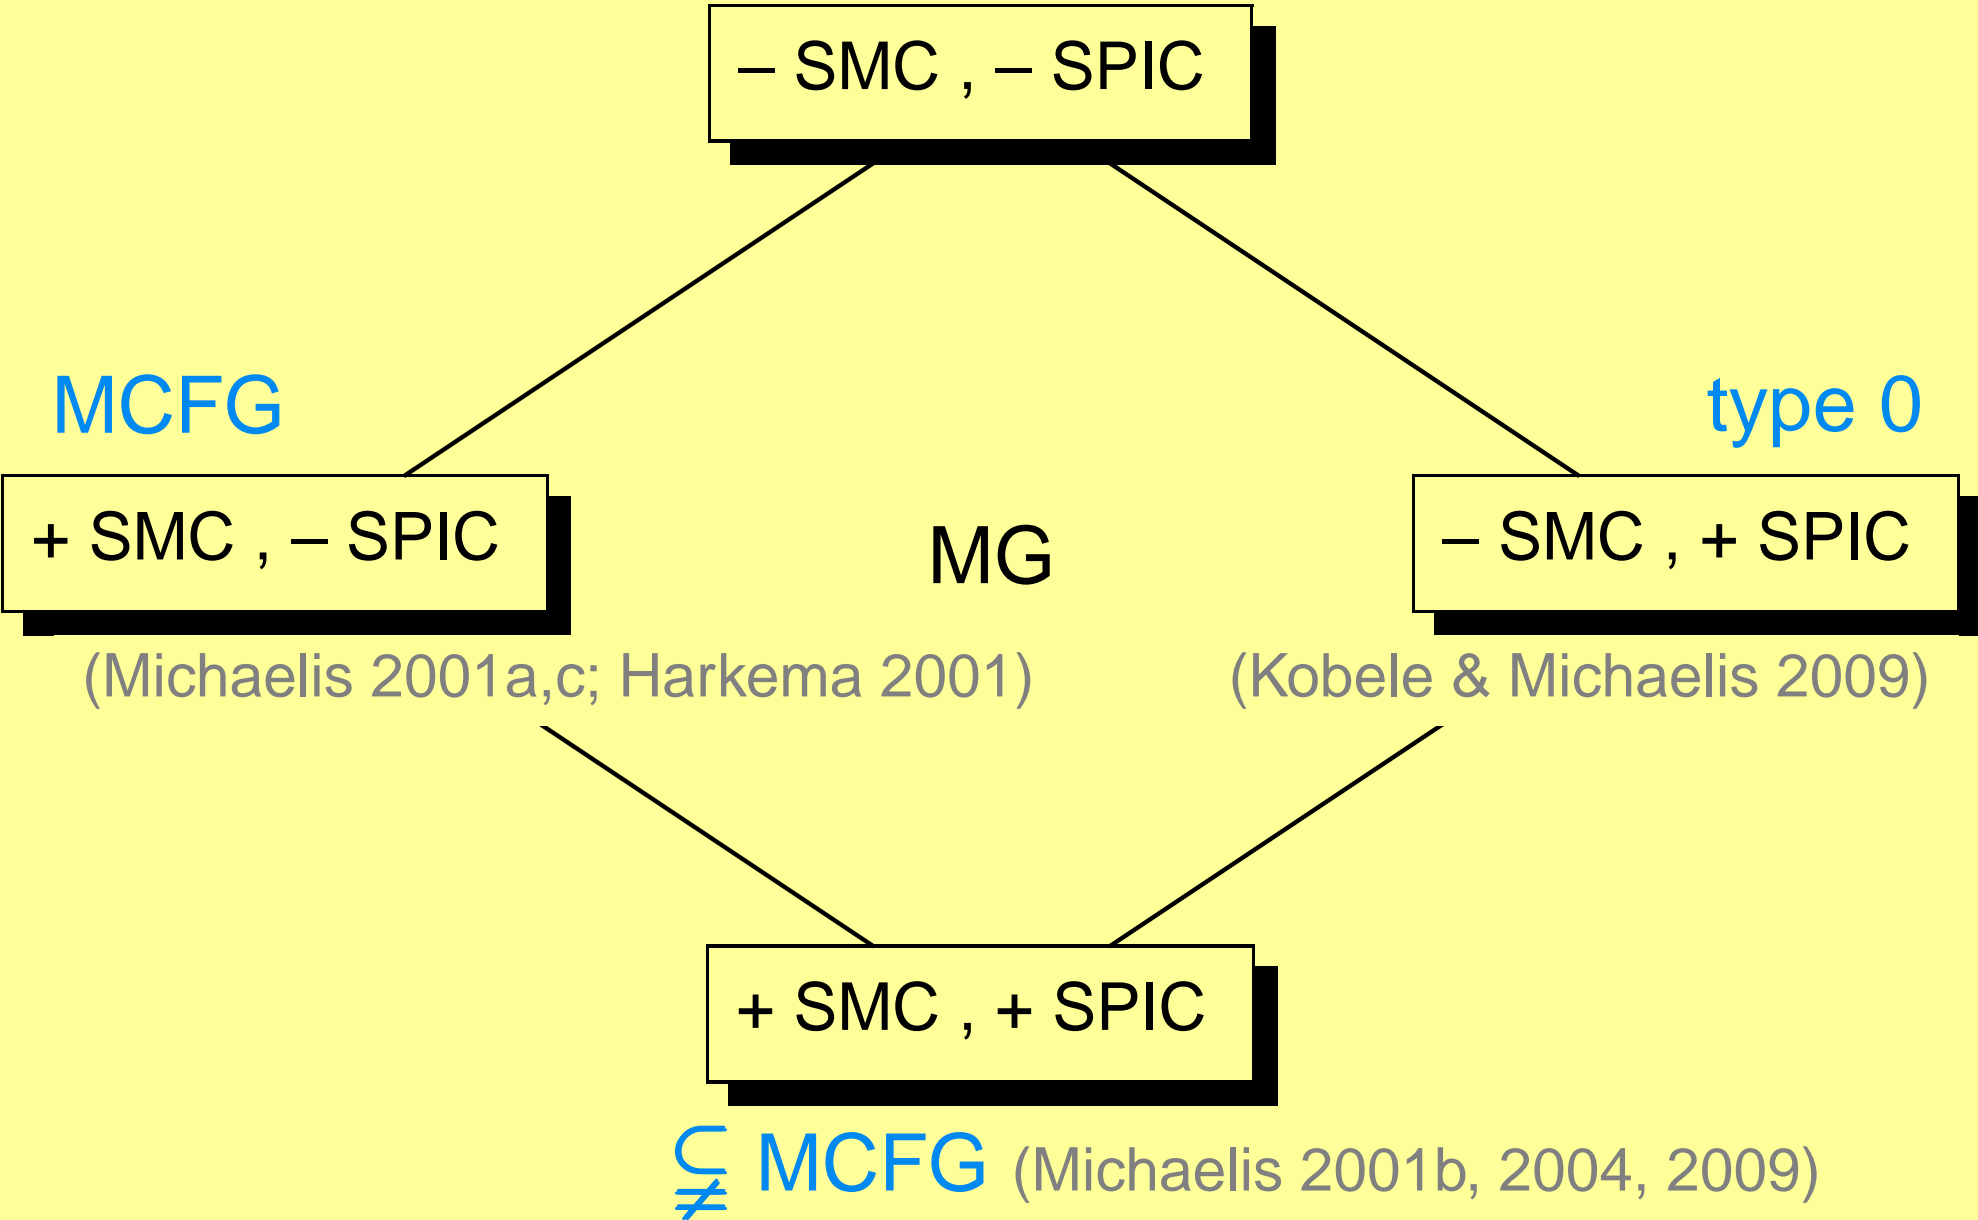 – SMC , – SPIC
MCFG
type 0
+ SMC , – SPIC
MG
– SMC , + SPIC
(Michaelis 2001a,c; Harkema 2001)
(Kobele & Michaelis 2009)
+ SMC , + SPIC
⊊ MCFG (Michaelis 2001b, 2004, 2009)